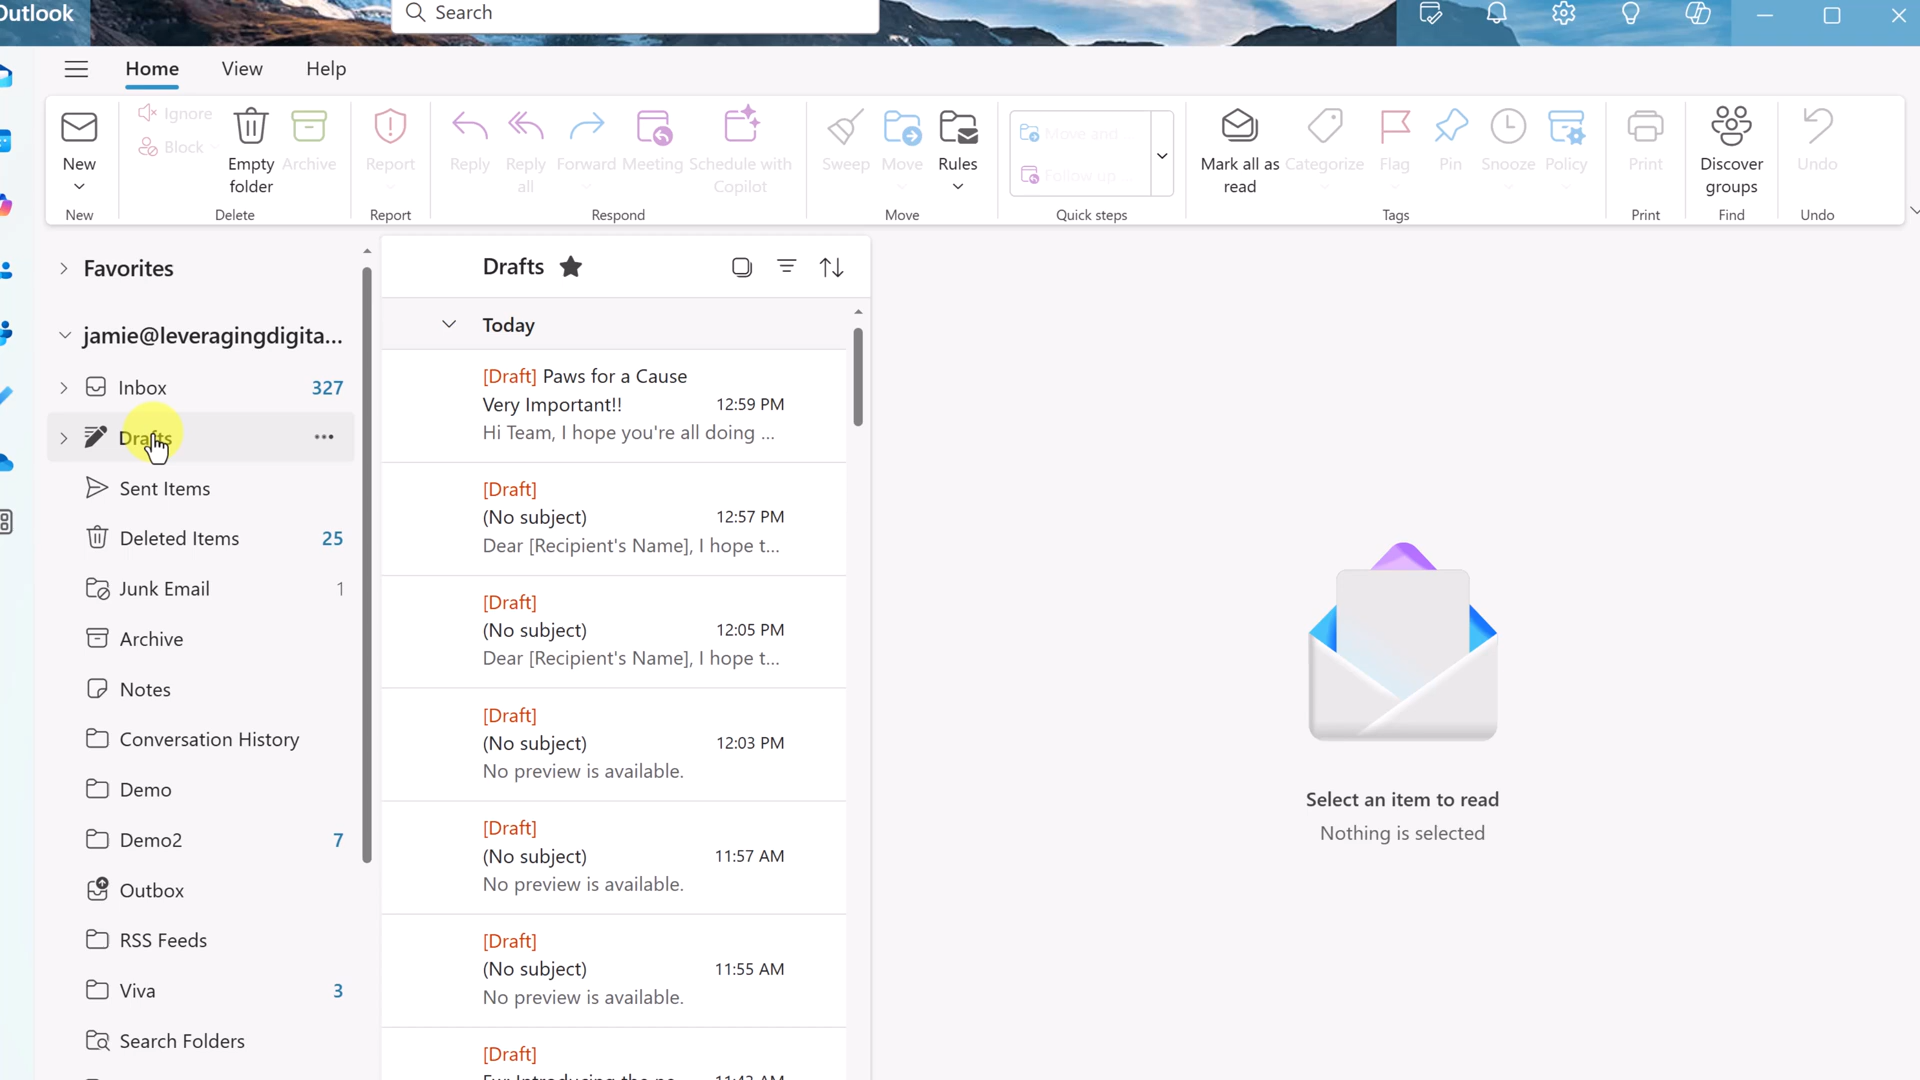 Outlook
Search
Home
View
Help
New
New
Ignore
Block
Empty
folder
Archive
Delete
Report
Report
Reply
Reply
all
Forward
Meeting
Schedule with
Copilot
Respond
Sweep
Move
Rules
Move
Move and
Follow up
Quick steps
Mark all as
read
Categorize
Flag
Pin
Snooze
Policy
Tags
Print
Print
Discover
groups
Find
Undo
Undo
Favorites
jamie@leveragingdigita...
Inbox 327
Drafts ...
Sent Items
Deleted Items 25
Junk Email 1
Archive
Notes
Conversation History
Demo
Demo2 7
Outbox
RSS Feeds
Viva 3
Search Folders
Drafts
Today
[Draft] Paws for a Cause
Very Important!! 12:59 PM
Hi Team, I hope you're all doing ...
[Draft]
(No subject) 12:57 PM
Dear [Recipient's Name], I hope t...
[Draft]
(No subject) 12:05 PM
Dear [Recipient's Name], I hope t...
[Draft]
(No subject) 12:03 PM
No preview is available.
[Draft]
(No subject) 11:57 AM
No preview is available.
[Draft]
(No subject) 11:55 AM
No preview is available.
[Draft]
Select an item to read
Nothing is selected